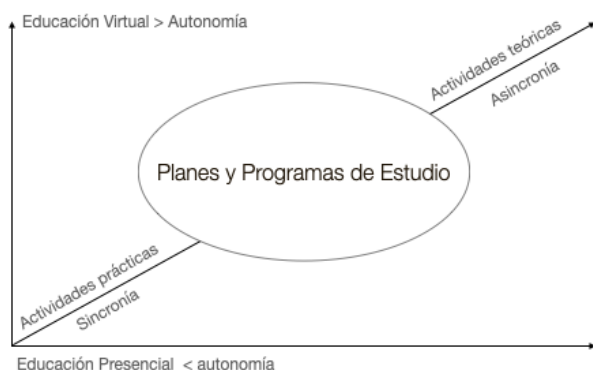 Educación Virtual > Autonomía
Actividades teóricas
Asincronía
Planes y Programas de Estudio
Actividades prácticas
Sincronía
Educación Presencial < autonomía